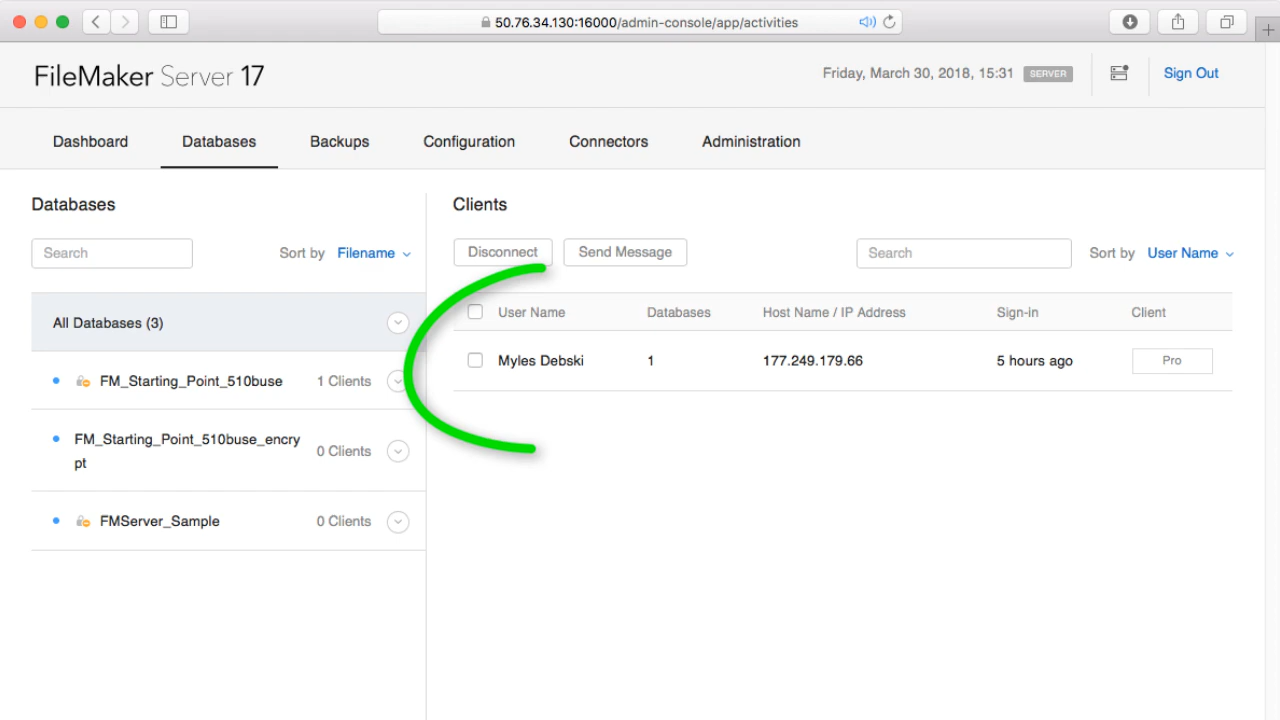 50.76.34.130:16000/admin-console/app/activities
FileMaker Server 17
Friday, March 30, 2018, 15:31 SERVER
Sign Out
Dashboard Databases Backups Configuration Connectors Administration
Databases
Search Sort by Filename
All Databases (3)
FM_Starting_Point_510buse 1 Clients
FM_Starting_Point_510buse_encry
pt
0 Clients
FMServer_Sample 0 Clients
Clients
Disconnect Send Message Search Sort by User Name
User Name Databases Host Name / IP Address Sign-in Client
Myles Debski 1 177.249.179.66 5 hours ago Pro